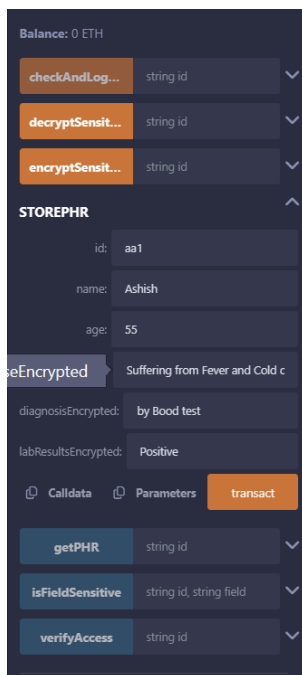 Balance: 0 ETH
checkAndLog... string id
decryptSensit... string id
encryptSensit... string id
STOREPHR
id: aa1
name: Ashish
age: 55
seEncrypted Suffering from Fever and Cold c
diagnosisEncrypted: by Bood test
labResultsEncrypted: Positive
Calldata Parameters transact
getPHR string id
isFieldSensitive string id, string field
verifyAccess string id